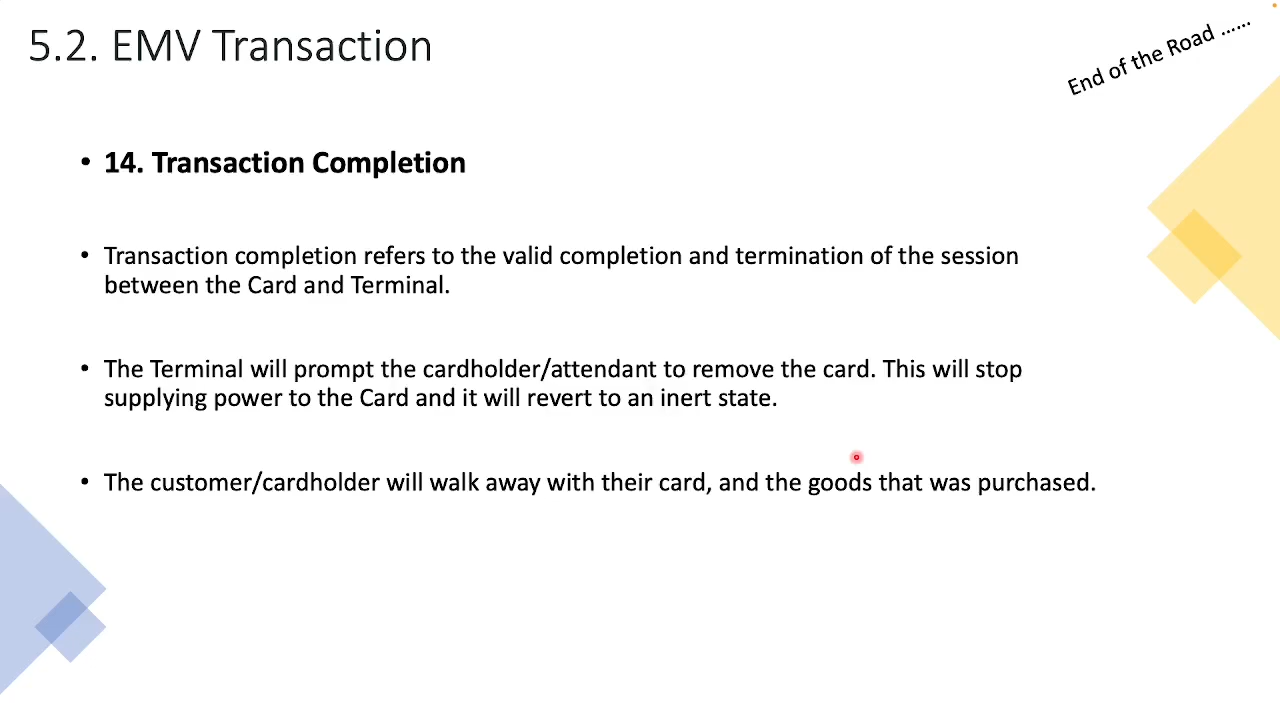 5.2. EMV Transaction
End of the Road ......
• 14. Transaction Completion
• Transaction completion refers to the valid completion and termination of the session
between the Card and Terminal.
• The Terminal will prompt the cardholder/attendant to remove the card. This will stop
supplying power to the Card and it will revert to an inert state.
• The customer/cardholder will walk away with their card, and the goods that was purchased.